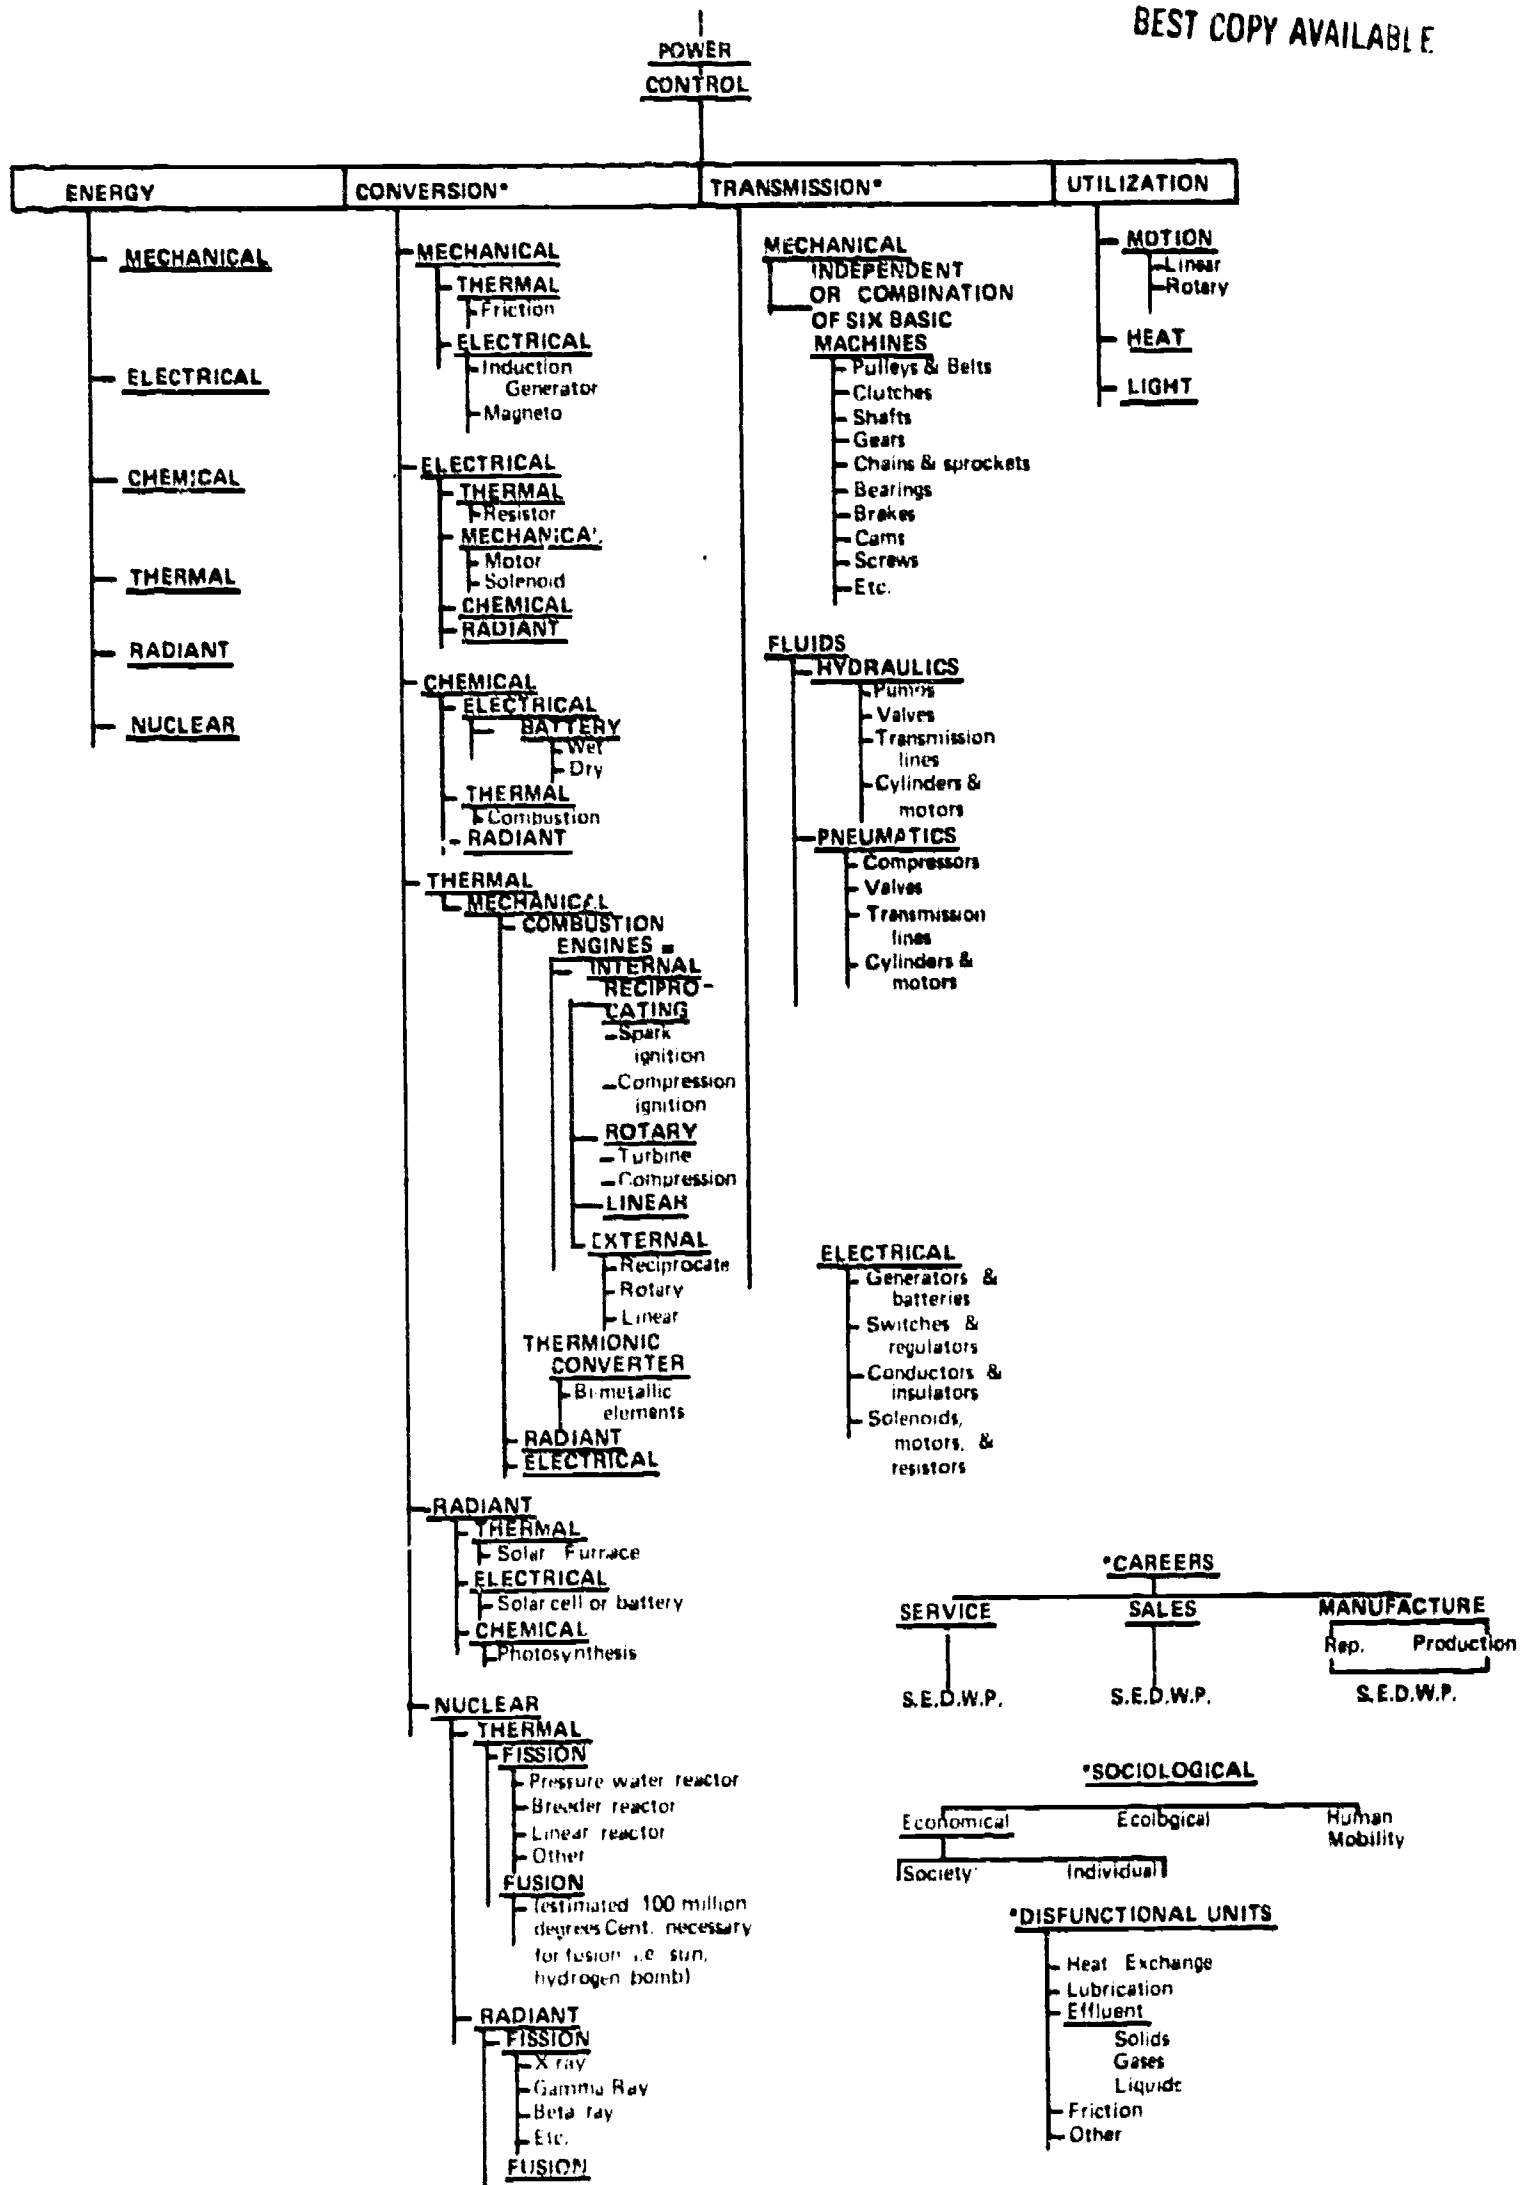 BEST COPY AVAILABLE
POWER
CONTROL
ENERGY
CONVERSION*
TRANSMISSION*
UTILIZATION
MECHANICAL
ELECTRICAL
CHEMICAL
THERMAL
RADIANT
NUCLEAR
MECHANICAL
THERMAL
Friction
ELECTRICAL
Induction
Generator
Magneto
ELECTRICAL
THERMAL
Resistor
MECHANICAL
Motor
Solenoid
CHEMICAL
RADIANT
CHEMICAL
ELECTRICAL
BATTERY
Wet
Dry
THERMAL
Combustion
RADIANT
THERMAL
MECHANICAL
COMBUSTION
ENGINES =
INTERNAL
RECIPRO-
CATING
Spark
ignition
Compression
ignition
ROTARY
Turbine
Compression
LINEAR
EXTERNAL
Reciprocate
Rotary
Linear
THERMIONIC
CONVERTER
Bi-metallic
elements
RADIANT
ELECTRICAL
RADIANT
THERMAL
Solar Furnace
ELECTRICAL
Solar cell or battery
CHEMICAL
Photosynthesis
NUCLEAR
THERMAL
FISSION
Pressure water reactor
Breeder reactor
Linear reactor
Other
FUSION
(estimated 100 million
degrees Cent. necessary
for fusion i.e. sun,
hydrogen bomb)
RADIANT
FISSION
X ray
Gamma Ray
Beta ray
Etc.
FUSION
MECHANICAL
INDEPENDENT
OR COMBINATION
OF SIX BASIC
MACHINES
Pulleys & Belts
Clutches
Shafts
Gears
Chains & sprockets
Bearings
Brakes
Cams
Screws
Etc.
FLUIDS
HYDRAULICS
Pumps
Valves
Transmission
lines
Cylinders &
motors
PNEUMATICS
Compressors
Valves
Transmission
lines
Cylinders &
motors
ELECTRICAL
Generators &
batteries
Switches &
regulators
Conductors &
insulators
Solenoids,
motors, &
resistors
MOTION
Linear
Rotary
HEAT
LIGHT
*CAREERS
SERVICE
SALES
MANUFACTURE
Rep. Production
S.E.D.W.P.
S.E.D.W.P.
S.E.D.W.P.
*SOCIOLOGICAL
Economical
Ecological
Human
Mobility
Society
Individual
*DISFUNCTIONAL UNITS
Heat Exchange
Lubrication
Effluent
Solids
Gases
Liquids
Friction
Other